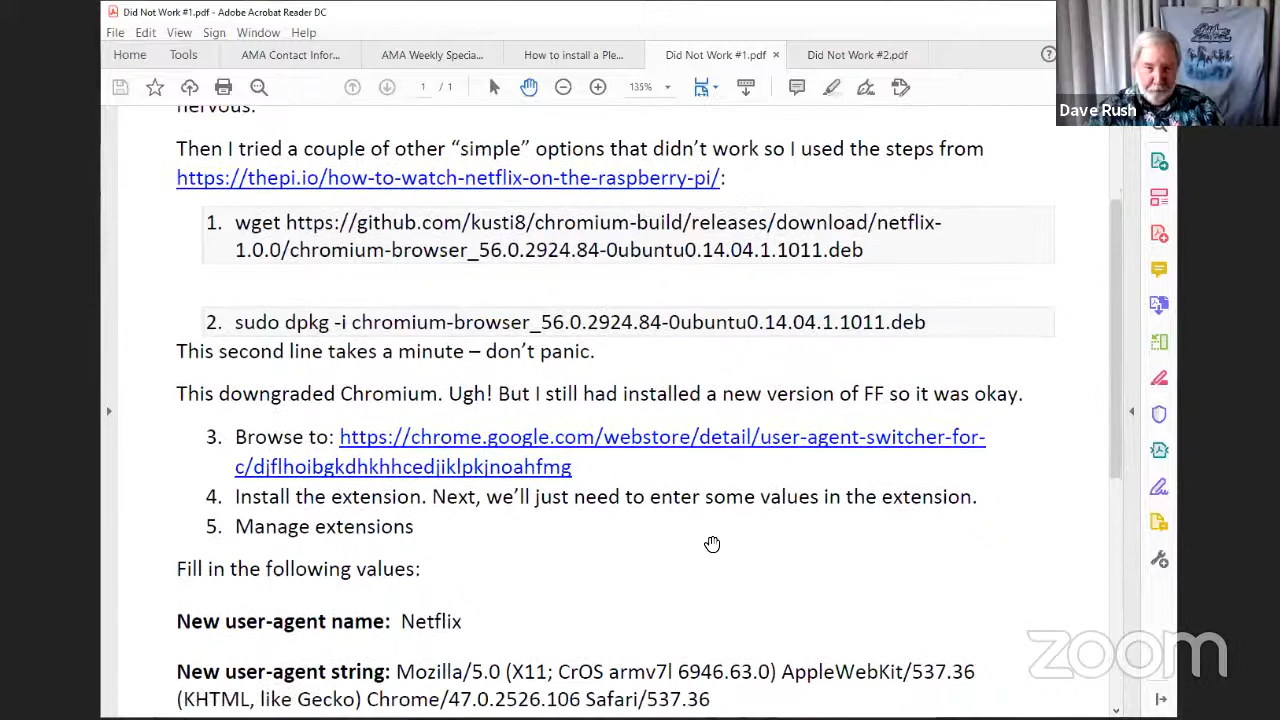 Did Not Work #1.pdf - Adobe Acrobat Reader DC
File Edit View Sign Window Help
Home Tools AMA Contact Infor... AMA Weekly Specia... How to install a Ple... Did Not Work #1.pdf × Did Not Work #2.pdf
1 / 1 135%
Dave Rush
nervous.
Then I tried a couple of other “simple” options that didn’t work so I used the steps from
https://thepi.io/how-to-watch-netflix-on-the-raspberry-pi/:
1. wget https://github.com/kusti8/chromium-build/releases/download/netflix-
1.0.0/chromium-browser_56.0.2924.84-0ubuntu0.14.04.1.1011.deb
2. sudo dpkg -i chromium-browser_56.0.2924.84-0ubuntu0.14.04.1.1011.deb
This second line takes a minute – don’t panic.
This downgraded Chromium. Ugh! But I still had installed a new version of FF so it was okay.
3. Browse to: https://chrome.google.com/webstore/detail/user-agent-switcher-for-
c/djflhoibgkdhkhhcedjiklpkjnoahfmg
4. Install the extension. Next, we’ll just need to enter some values in the extension.
5. Manage extensions
Fill in the following values:
New user-agent name: Netflix
New user-agent string: Mozilla/5.0 (X11; CrOS armv7l 6946.63.0) AppleWebKit/537.36
(KHTML, like Gecko) Chrome/47.0.2526.106 Safari/537.36
zoom